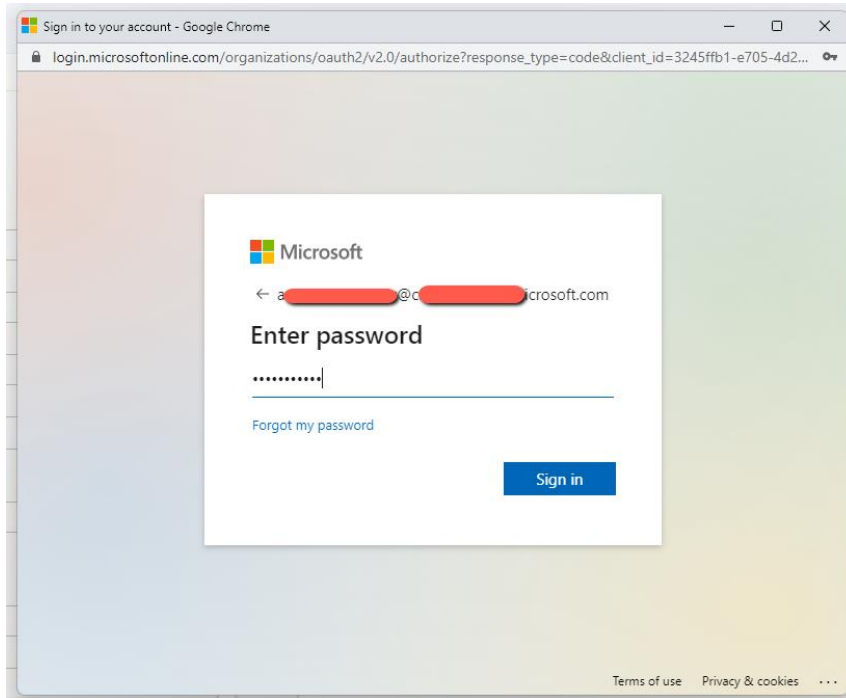 Sign in to your account - Google Chrome
login.microsoftonline.com/organizations/oauth2/v2.0/authorize?response_type=code&client_id=3245ffb1-e705-4d2...
Microsoft
← a @c icrosoft.com
Enter password
•••••••••••
Forgot my password
Sign in
Terms of use Privacy & cookies ...